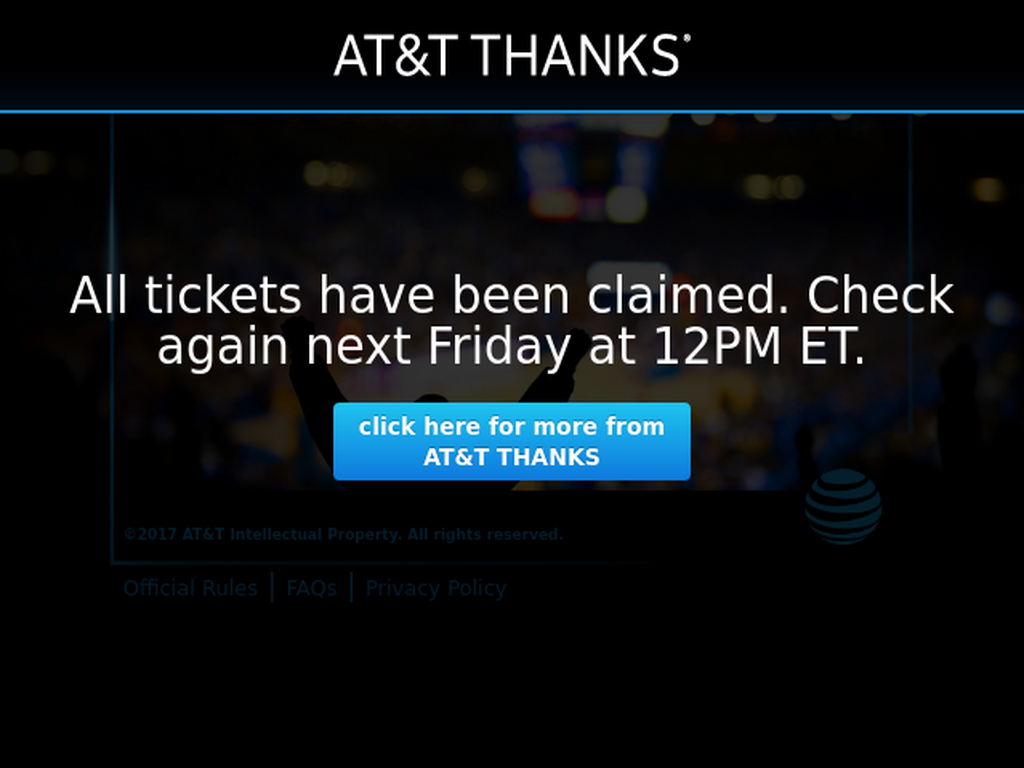 AT&T THANKS®
All tickets have been claimed. Check
again next Friday at 12PM ET.
click here for more from
AT&T THANKS
©2017 AT&T Intellectual Property. All rights reserved.
Official Rules | FAQs | Privacy Policy